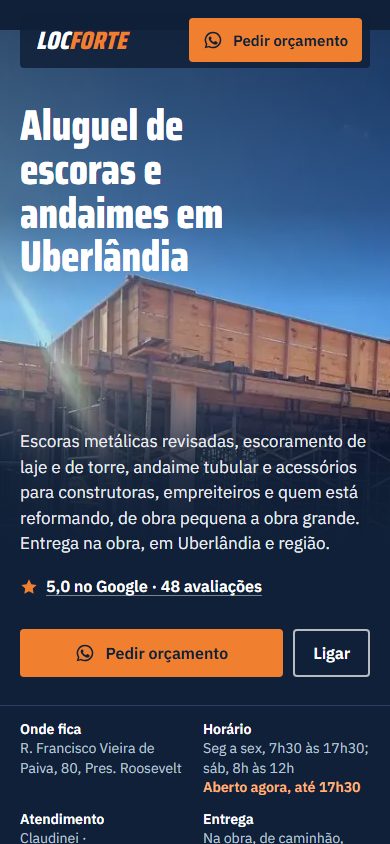 LOCFORTE
Pedir orçamento
Aluguel de
escoras e
andaimes em
Uberlândia
Escoras metálicas revisadas, escoramento de
laje e de torre, andaime tubular e acessórios
para construtoras, empreiteiros e quem está
reformando, de obra pequena a obra grande.
Entrega na obra, em Uberlândia e região.
5,0 no Google · 48 avaliações
Pedir orçamento
Ligar
Onde fica
R. Francisco Vieira de
Paiva, 80, Pres. Roosevelt
Horário
Seg a sex, 7h30 às 17h30;
sáb, 8h às 12h
Aberto agora, até 17h30
Atendimento
Claudinei ·
Entrega
Na obra, de caminhão,